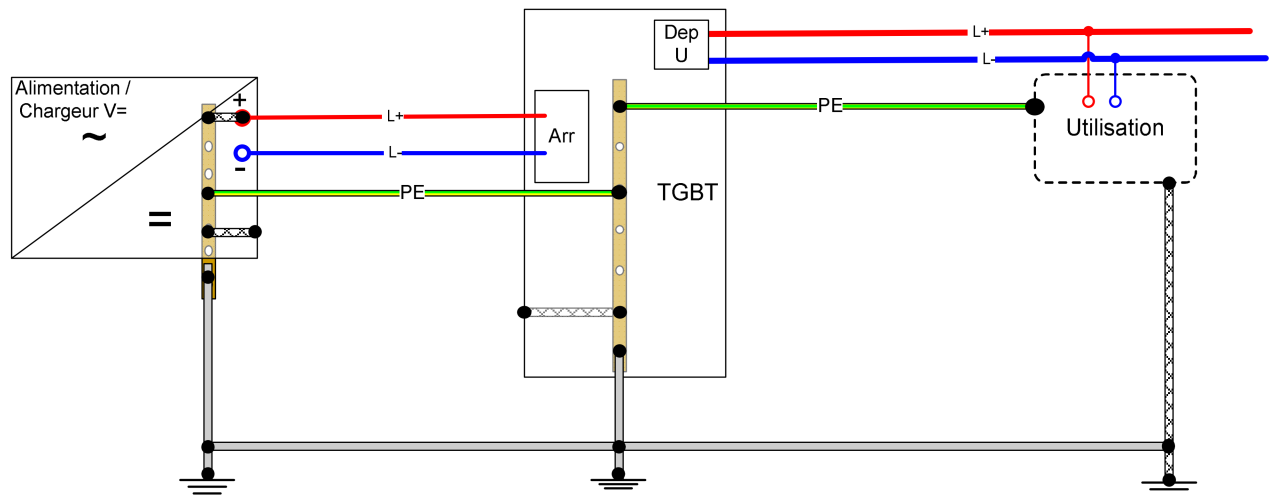 Alimentation /
Chargeur V=
~
=
+
-
L+
L-
PE
Arr
TGBT
Dep
U
L+
L-
PE
Utilisation